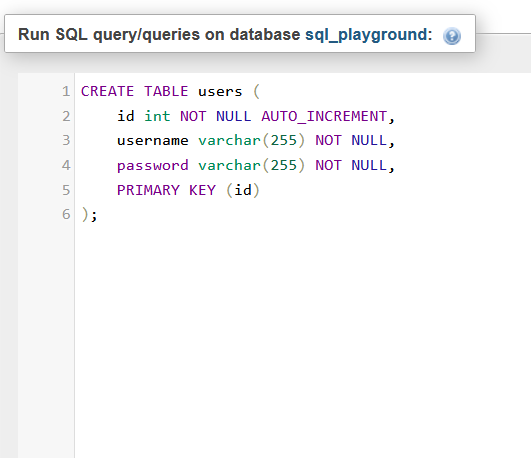 Run SQL query/queries on database sql_playground:
1 CREATE TABLE users (
2 id int NOT NULL AUTO_INCREMENT,
3 username varchar(255) NOT NULL,
4 password varchar(255) NOT NULL,
5 PRIMARY KEY (id)
6 );